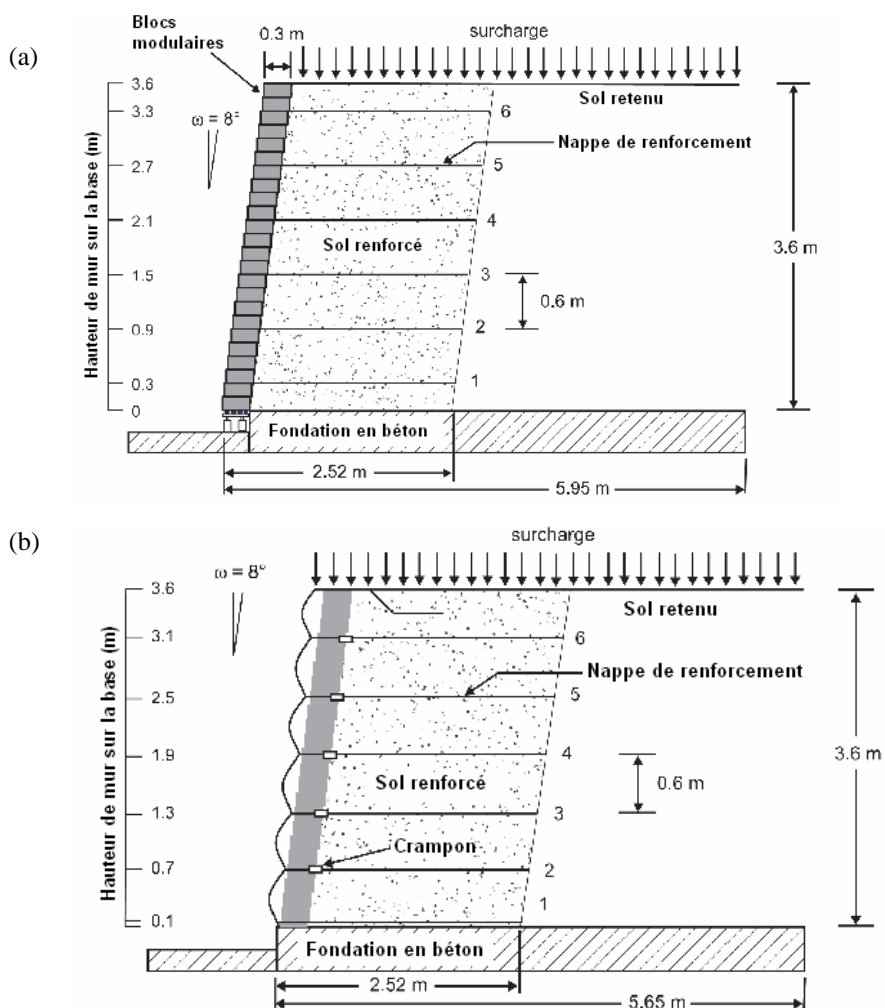 (a)
Blocs
modulaires
0.3 m
surcharge
3.6
3.3
2.7
2.1
1.5
0.9
0.3
0
Hauteur de mur sur la base (m)
ω = 8°
Sol retenu
6
Nappe de renforcement
5
4
Sol renforcé
3
0.6 m
2
1
3.6 m
Fondation en béton
2.52 m
5.95 m
(b)
surcharge
ω = 8°
3.6
3.1
2.5
1.9
1.3
0.7
0.1
Hauteur de mur sur la base (m)
Sol retenu
6
Nappe de renforcement
5
4
Sol renforcé
0.6 m
3
Crampon
2
1
3.6 m
Fondation en béton
2.52 m
5.65 m